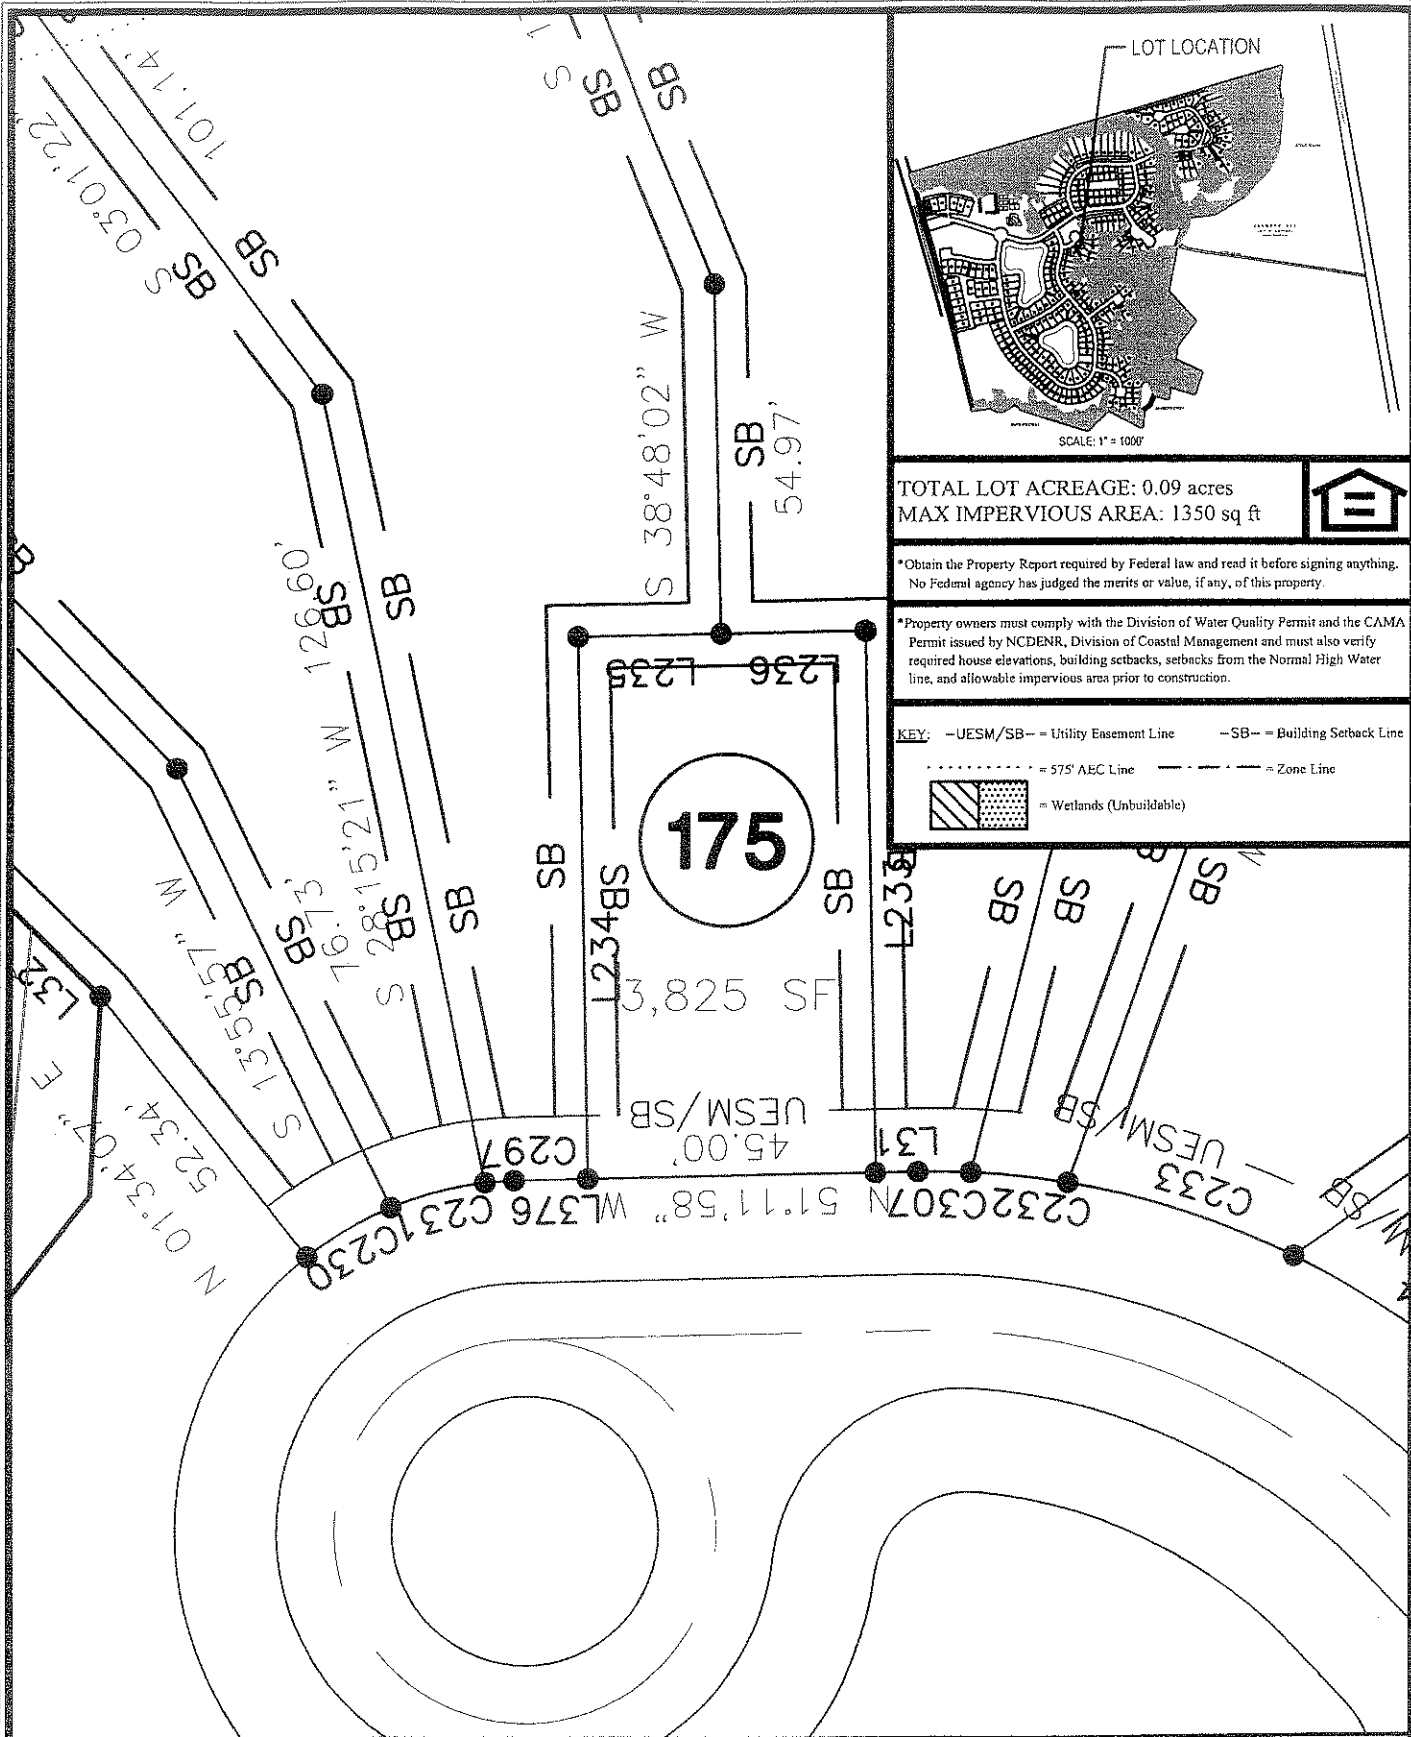 LOT LOCATION
SCALE: 1" = 1000'
TOTAL LOT ACREAGE: 0.09 acres
MAX IMPERVIOUS AREA: 1350 sq ft
*Obtain the Property Report required by Federal law and read it before signing anything.
No Federal agency has judged the merits or value, if any, of this property.
*Property owners must comply with the Division of Water Quality Permit and the CAMA
Permit issued by NCDENR, Division of Coastal Management and must also verify
required house elevations, building setbacks, setbacks from the Normal High Water
line, and allowable impervious area prior to construction.
KEY: -UESM/SB- = Utility Easement Line -SB- = Building Setback Line
= 575' AEC Line = Zone Line
= Wetlands (Unbuildable)
S 03°01'22"
101.14'
SB
SB
SB
SB
S 38°48'02" W
SB
54.97'
SB
126.60'
SB
SB
L235 L236
175
SB
SB
SB
L234
L233
3,825 SF
S 28°15'21" W
76.73'
SB
SB
SB
SB
S 13°55'57" W
L32
N 01°34'07" E
52.34'
SB
SB
SB
UESM/SB
45.00'
N 51°11'58" W
C297
L31
C230
C231
L376
C307
C232
C233
UESM/SB